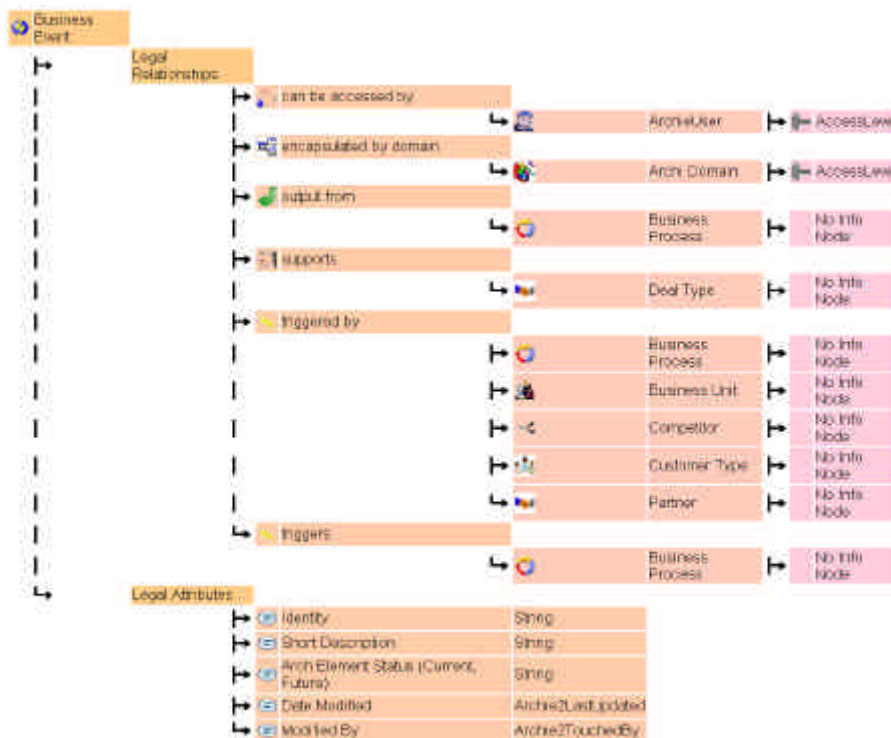 Business
Event
Legal
Relationships
can be accessed by
ArchieUser
AccessLeve
encapsulated by domain
Archi Domain
AccessLeve
output from
Business
Process
No Info
Node
supports
Deal Type
No Info
Node
triggered by
Business
Process
No Info
Node
Business Unit
No Info
Node
Competitor
No Info
Node
Customer Type
No Info
Node
Partner
No Info
Node
triggers
Business
Process
No Info
Node
Legal Attributes
Identity
String
Short Description
String
Arch Element Status (Current,
Future)
String
Date Modified
Archie2LastUpdated
Modified By
Archie2TouchedBy